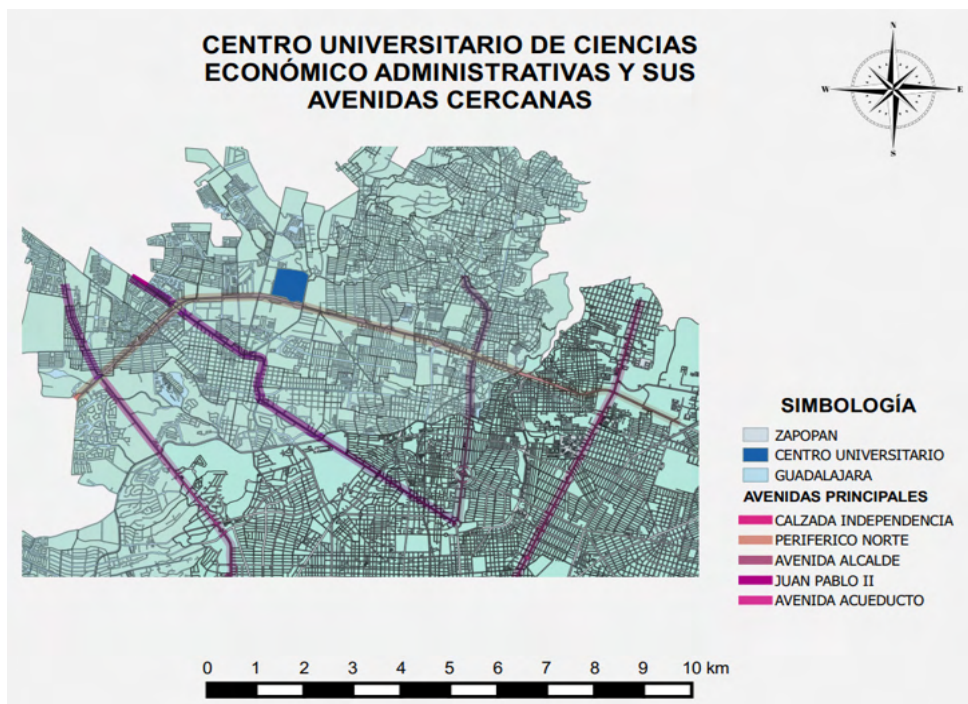 CENTRO UNIVERSITARIO DE CIENCIAS
ECONÓMICO ADMINISTRATIVAS Y SUS
AVENIDAS CERCANAS
N
W
E
S
SIMBOLOGÍA
ZAPOPAN
CENTRO UNIVERSITARIO
GUADALAJARA
AVENIDAS PRINCIPALES
CALZADA INDEPENDENCIA
PERIFERICO NORTE
AVENIDA ALCALDE
JUAN PABLO II
AVENIDA ACUEDUCTO
0 1 2 3 4 5 6 7 8 9 10 km